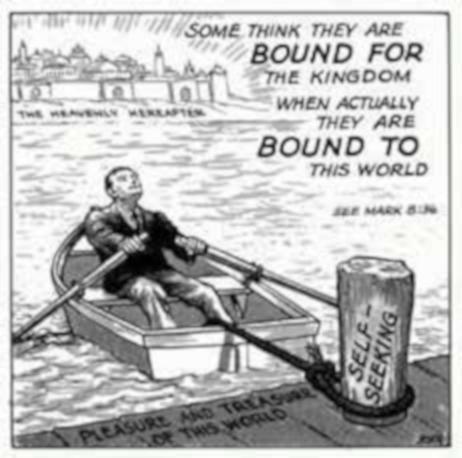 SOME THINK THEY ARE
BOUND FOR
THE KINGDOM
WHEN ACTUALLY
THEY ARE
BOUND TO
THIS WORLD
SEE MARK 8:36
THE HEAVENLY HEREAFTER
SELF-
SEEKING
PLEASURE AND TREASURE
OF THIS WORLD